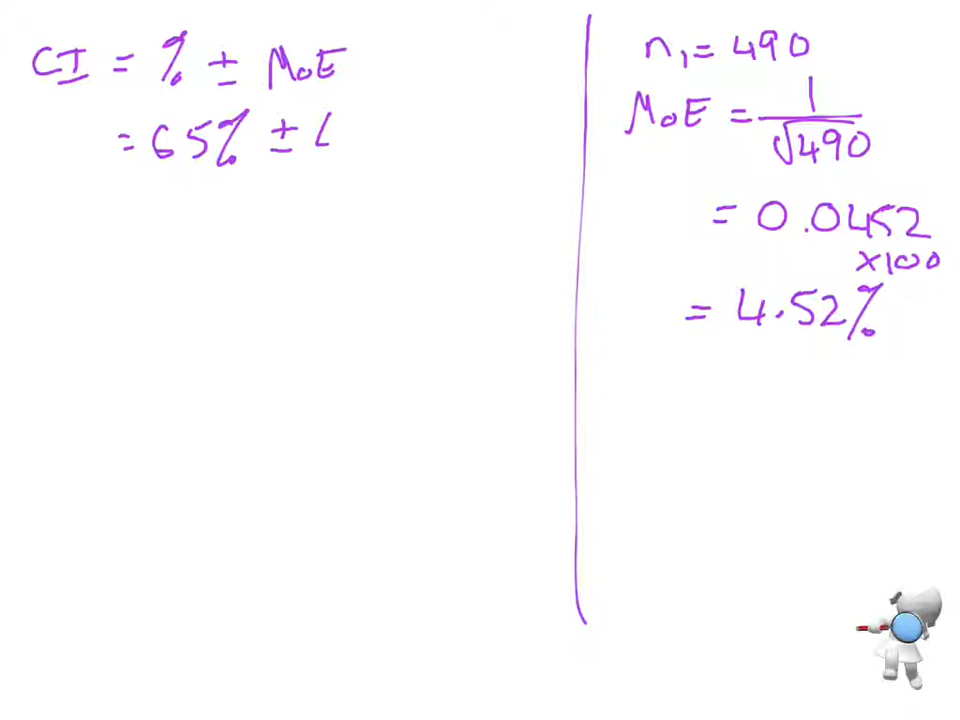 CI = % ± MoE
= 65% ±
n₁ = 490
MoE = 1/√490
= 0.0452
×100
= 4.52%